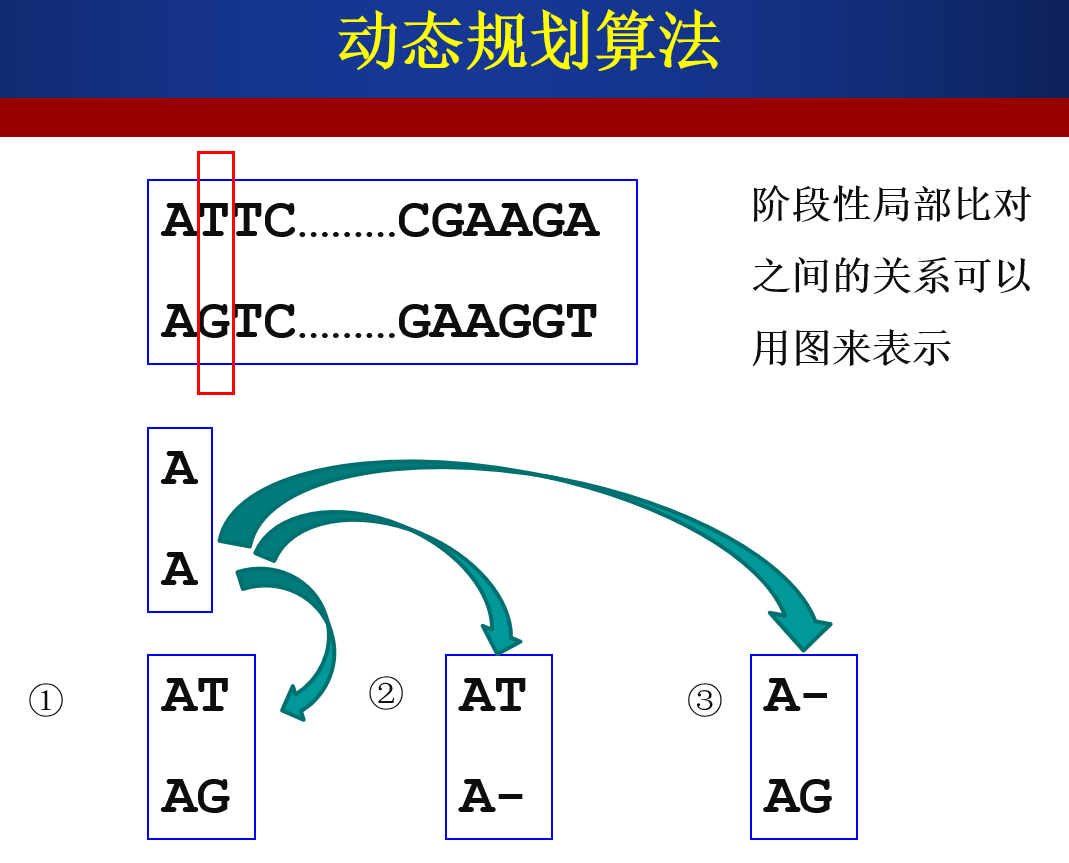 动态规划算法
ATTC.........CGAAGA
AGTC.........GAAGGT
阶段性局部比对
之间的关系可以
用图来表示
A
A
①
AT
AG
②
AT
A-
③
A-
AG